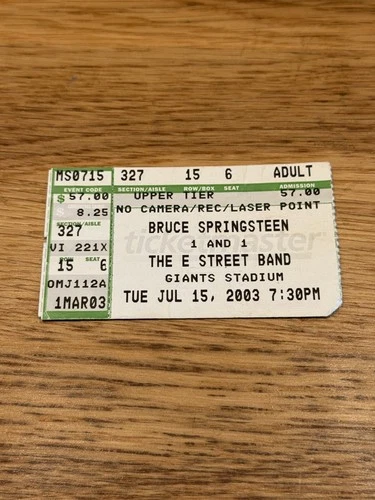 MS0715 327 15 6 ADULT
EVENT CODE SECTION/AISLE ROW/BOX SEAT ADMISSION
$ 57.00 UPPER TIER 57.00
$ 8.25 NO CAMERA/REC/LASER POINT
SECTION/AISLE
327 BRUCE SPRINGSTEEN
ticketmaster
VI 221X 1 AND 1
ROW SEAT
15 6 THE E STREET BAND
OMJ112A GIANTS STADIUM
1MAR03 TUE JUL 15, 2003 7:30PM